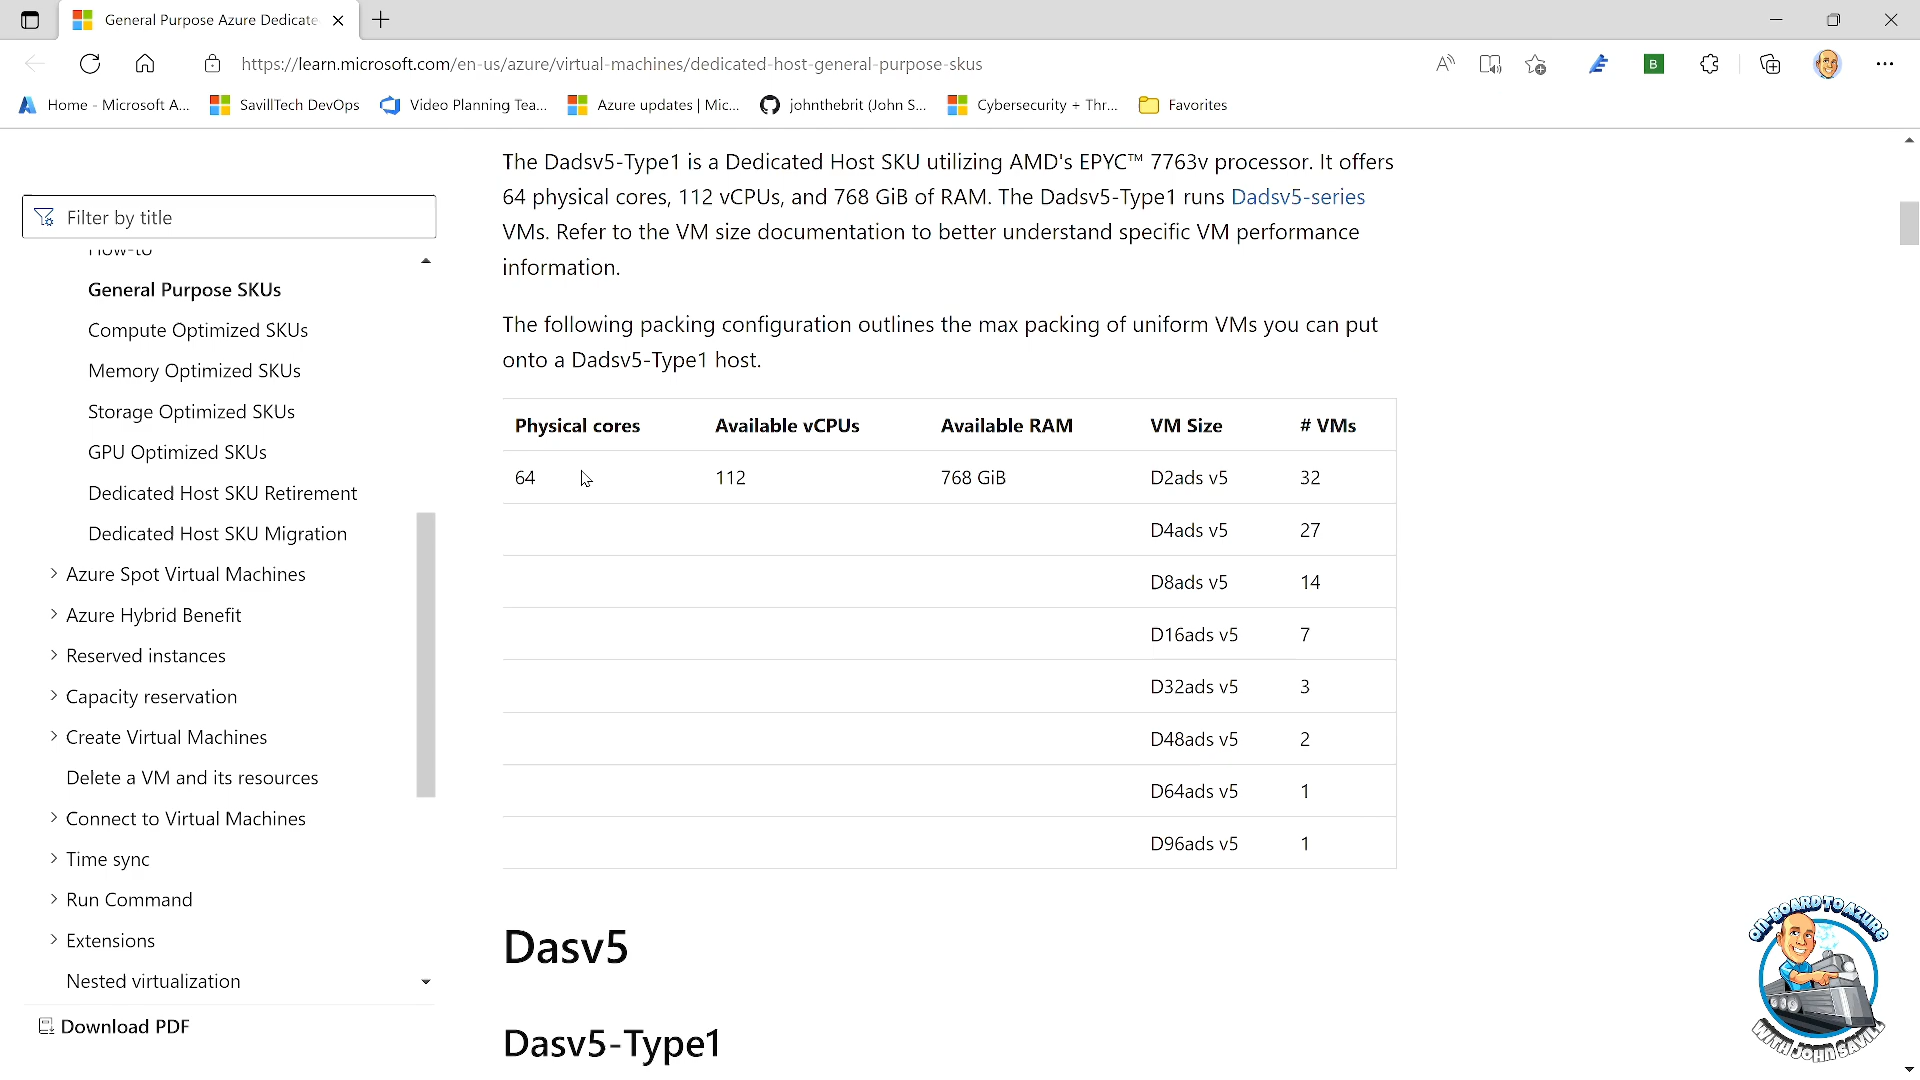 General Purpose Azure Dedicate
https://learn.microsoft.com/en-us/azure/virtual-machines/dedicated-host-general-purpose-skus
B
Home - Microsoft A...
SavillTech DevOps
Video Planning Tea...
Azure updates | Mic...
johnthebrit (John S...
Cybersecurity + Thr...
Favorites
Filter by title
How-to
General Purpose SKUs
Compute Optimized SKUs
Memory Optimized SKUs
Storage Optimized SKUs
GPU Optimized SKUs
Dedicated Host SKU Retirement
Dedicated Host SKU Migration
Azure Spot Virtual Machines
Azure Hybrid Benefit
Reserved instances
Capacity reservation
Create Virtual Machines
Delete a VM and its resources
Connect to Virtual Machines
Time sync
Run Command
Extensions
Nested virtualization
Download PDF
The Dadsv5-Type1 is a Dedicated Host SKU utilizing AMD's EPYC™ 7763v processor. It offers
64 physical cores, 112 vCPUs, and 768 GiB of RAM. The Dadsv5-Type1 runs Dadsv5-series
VMs. Refer to the VM size documentation to better understand specific VM performance
information.
The following packing configuration outlines the max packing of uniform VMs you can put
onto a Dadsv5-Type1 host.
Physical cores Available vCPUs Available RAM VM Size # VMs
64 112 768 GiB D2ads v5 32
D4ads v5 27
D8ads v5 14
D16ads v5 7
D32ads v5 3
D48ads v5 2
D64ads v5 1
D96ads v5 1
Dasv5
Dasv5-Type1
ON-BOARD TO AZURE
WITH JOHN SAVILL